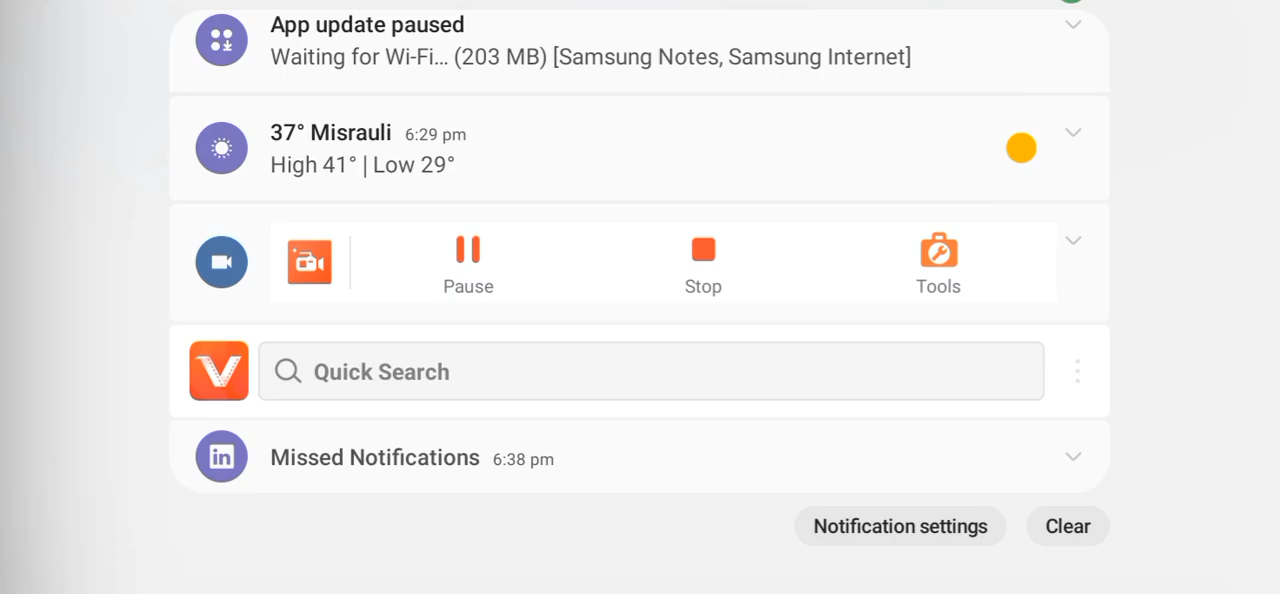 App update paused
Waiting for Wi-Fi... (203 MB) [Samsung Notes, Samsung Internet]
37° Misrauli 6:29 pm
High 41° | Low 29°
Pause Stop Tools
Quick Search
in Missed Notifications 6:38 pm
Notification settings Clear